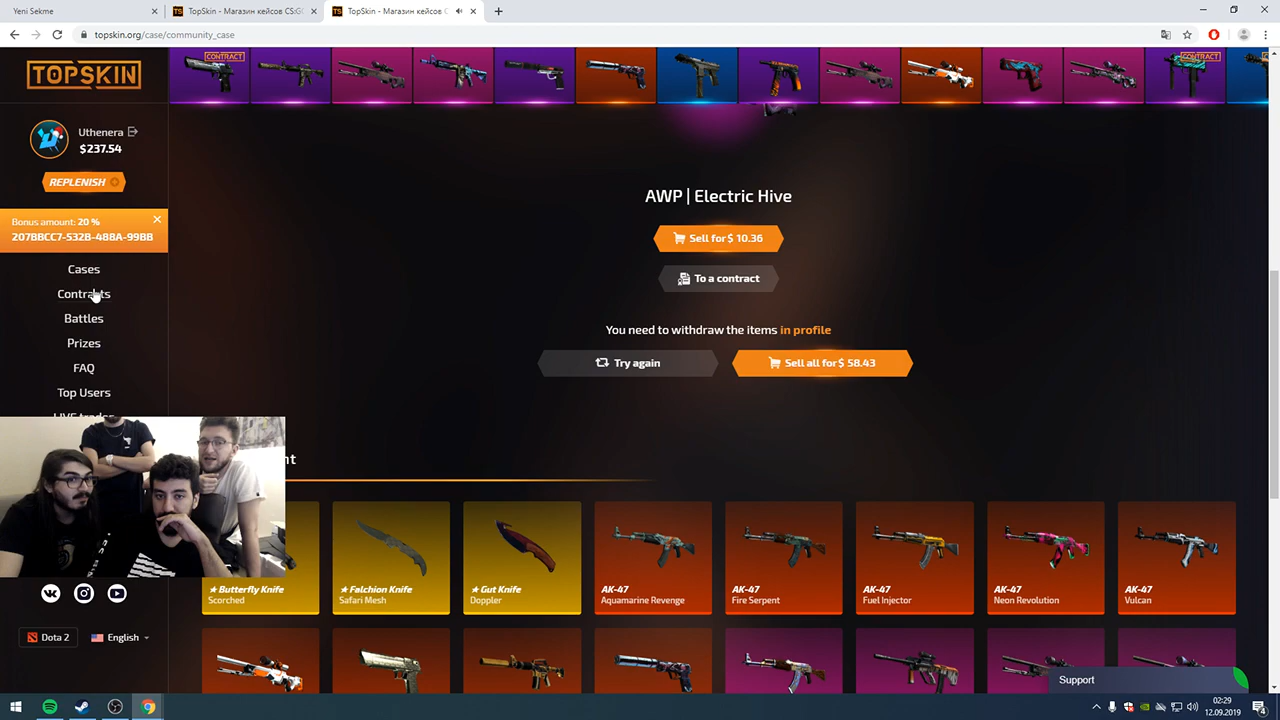 Yeni Sekme
TopSkin - Магазин кейсов CS:GO
TopSkin - Магазин кейсов CS:G
topskin.org/case/community_case
TOPSKIN
CONTRACT
CONTRACT
Uthenera
$237.54
REPLENISH
Bonus amount: 20 %
207BBCC7-532B-488A-99BB
Cases
Contracts
Battles
Prizes
FAQ
Top Users
AWP | Electric Hive
Sell for $ 10.36
To a contract
You need to withdraw the items in profile
Try again
Sell all for $ 58.43
★ Butterfly Knife
Scorched
★ Falchion Knife
Safari Mesh
★ Gut Knife
Doppler
AK-47
Aquamarine Revenge
AK-47
Fire Serpent
AK-47
Fuel Injector
AK-47
Neon Revolution
AK-47
Vulcan
Dota 2
English
Support
02:29
12.09.2019